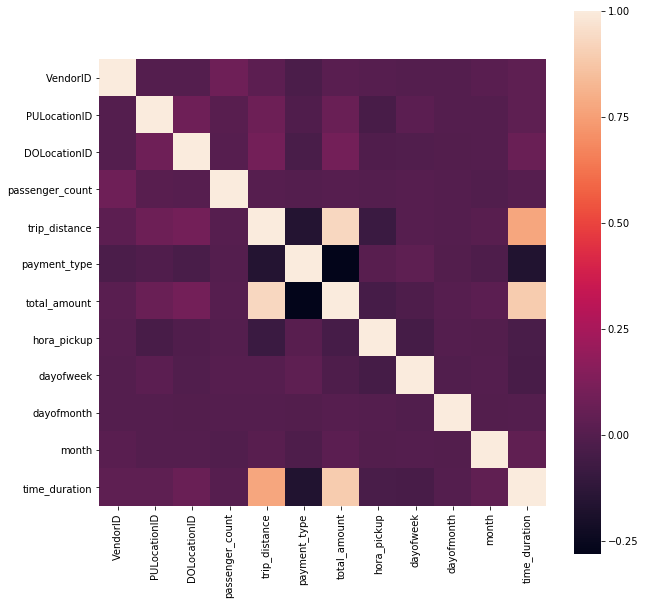 VendorID
PULocationID
DOLocationID
passenger_count
trip_distance
payment_type
total_amount
hora_pickup
dayofweek
dayofmonth
month
time_duration
VendorID
PULocationID
DOLocationID
passenger_count
trip_distance
payment_type
total_amount
hora_pickup
dayofweek
dayofmonth
month
time_duration
1.00
0.75
0.50
0.25
0.00
−0.25